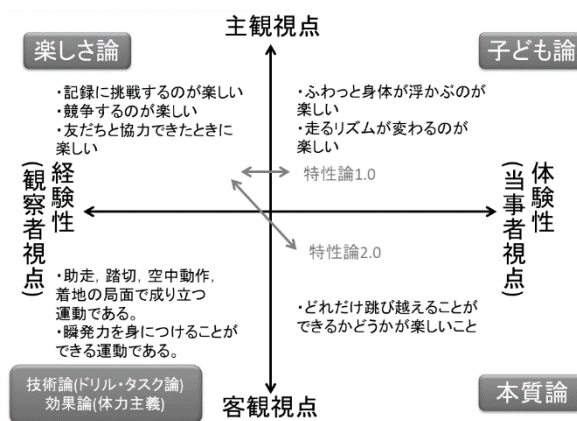 主観視点
楽しさ論
子ども論
・記録に挑戦するのが楽しい
・競争するのが楽しい
・友だちと協力できたときに
楽しい
・ふわっと身体が浮かぶのが
楽しい
・走るリズムが変わるのが
楽しい
特性論1.0
経験性
(観察者視点)
体験性
(当事者視点)
特性論2.0
・助走，踏切，空中動作，
着地の局面で成り立つ
運動である。
・瞬発力を身につけることが
できる運動である。
・どれだけ跳び越えることが
できるかどうかが楽しいこと
技術論(ドリル・タスク論)
効果論(体力主義)
客観視点
本質論